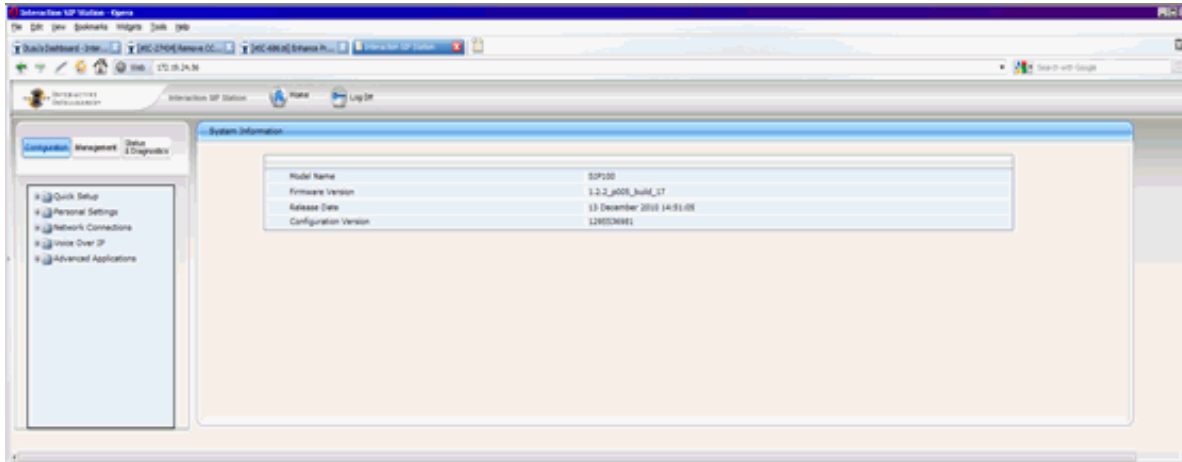 Interaction SIP Station - Opera
File Edit View Bookmarks Widgets Tools Help
Interaction SIP Station
Web
Search with Google
INTERACTIVE INTELLIGENCE
Interaction SIP Station Home Log Off
Configuration Management Status & Diagnostics
Quick Setup
Personal Settings
Network Connections
Voice Over IP
Advanced Applications
System Information
Model Name SIP100
Firmware Version 1.2.2_p005_build_17
Release Date 13 December 2010 14:51:05
Configuration Version